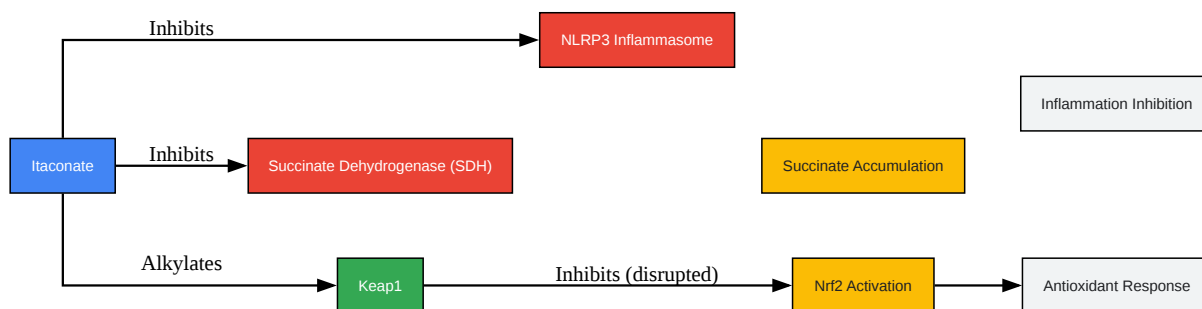 Inhibits
NLRP3 Inflammasome
Inflammation Inhibition
Itaconate
Inhibits
Succinate Dehydrogenase (SDH)
Succinate Accumulation
Alkylates
Keap1
Inhibits (disrupted)
Nrf2 Activation
Antioxidant Response